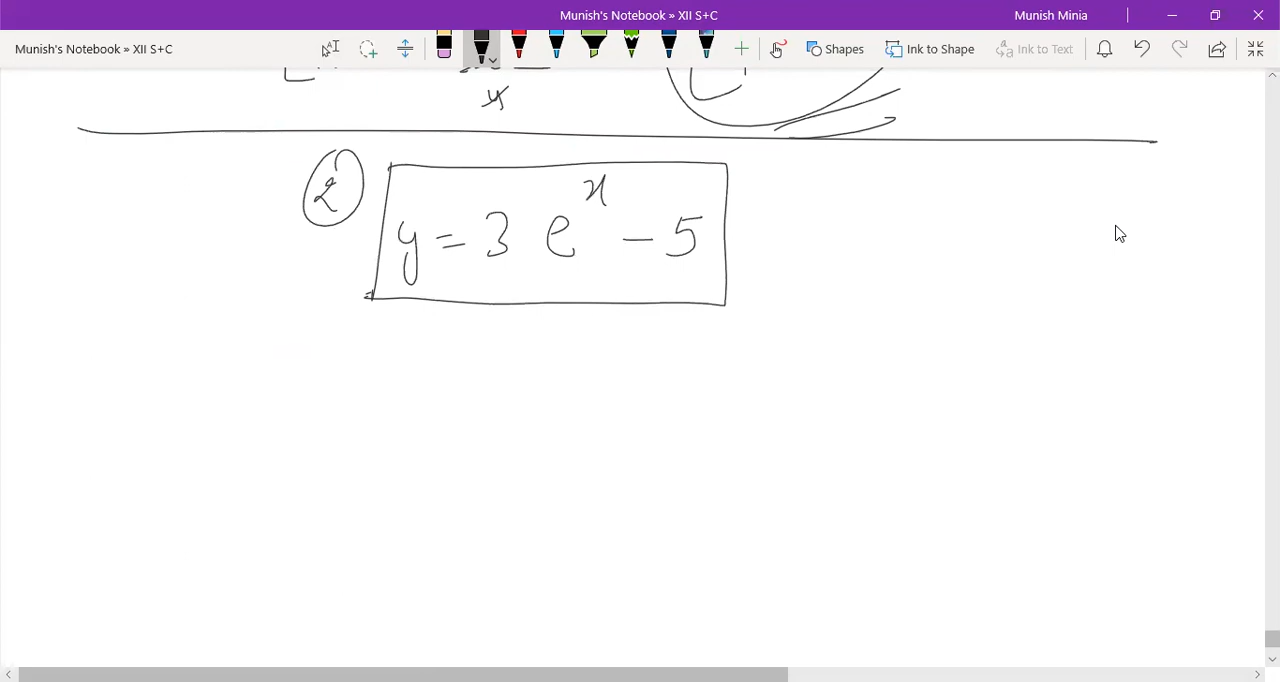 Munish's Notebook » XII S+C
Munish Minia
Munish's Notebook » XII S+C
Shapes
Ink to Shape
Ink to Text
x
2
y = 3 e^x - 5